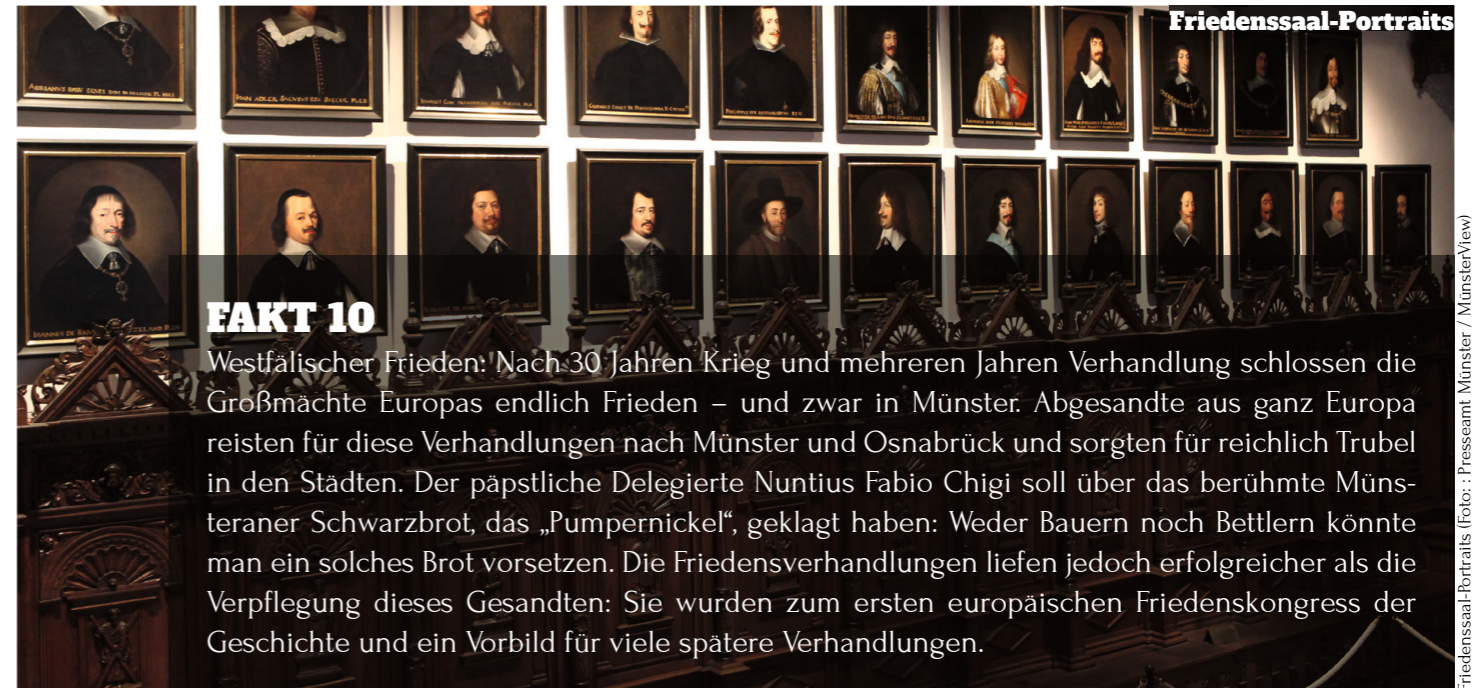 Friedenssaal-Portraits
FAKT 10
Westfälischer Frieden: Nach 30 Jahren Krieg und mehreren Jahren Verhandlung schlossen die
Großmächte Europas endlich Frieden – und zwar in Münster. Abgesandte aus ganz Europa
reisten für diese Verhandlungen nach Münster und Osnabrück und sorgten für reichlich Trubel
in den Städten. Der päpstliche Delegierte Nuntius Fabio Chigi soll über das berühmte Müns-
teraner Schwarzbrot, das „Pumpernickel“, geklagt haben: Weder Bauern noch Bettlern könnte
man ein solches Brot vorsetzen. Die Friedensverhandlungen liefen jedoch erfolgreicher als die
Verpflegung dieses Gesandten: Sie wurden zum ersten europäischen Friedenskongress der
Geschichte und ein Vorbild für viele spätere Verhandlungen.
Friedenssaal-Portraits (Foto: : Presseamt Münster / MünsterView)